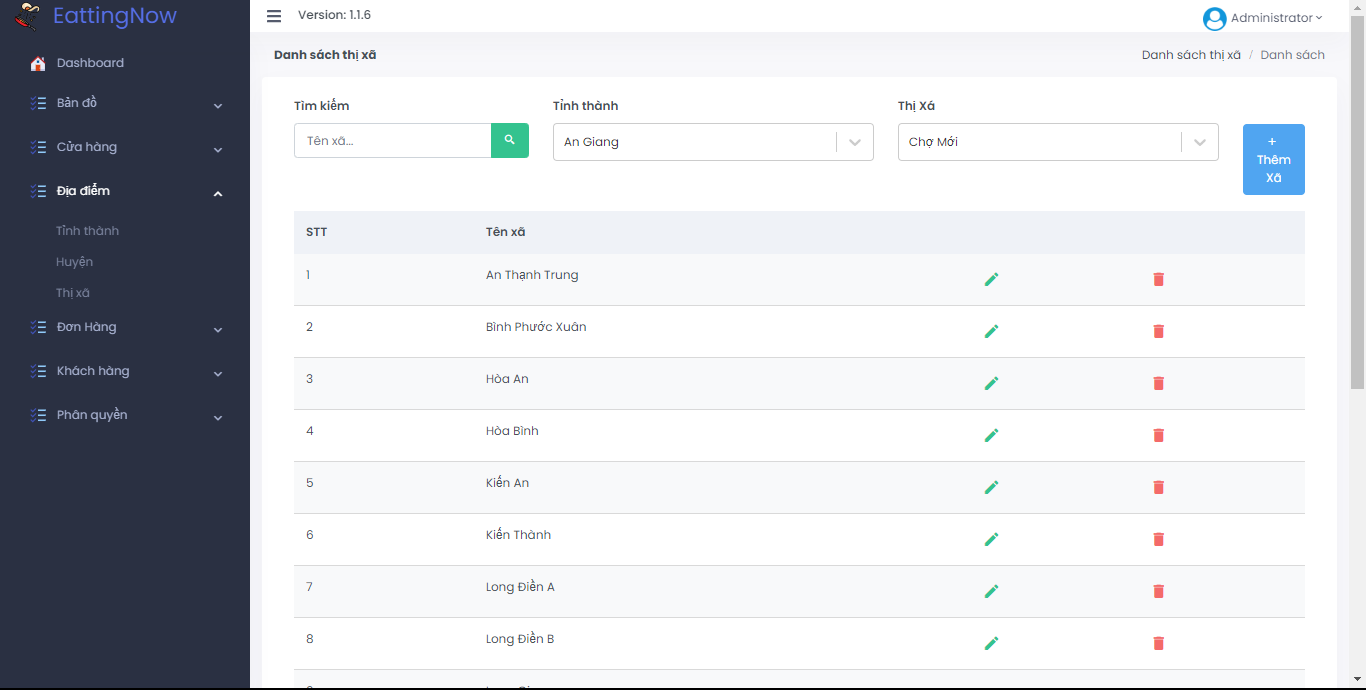 EattingNow
Dashboard
Bản đồ
Cửa hàng
Địa điểm
Tỉnh thành
Huyện
Thị xã
Đơn Hàng
Khách hàng
Phân quyền
Version: 1.1.6
Administrator
Danh sách thị xã
Danh sách thị xã / Danh sách
Tìm kiếm
Tên xã...
Tỉnh thành
An Giang
Thị Xá
Chợ Mới
+
Thêm
Xã
STT Tên xã
1 An Thạnh Trung
2 Bình Phước Xuân
3 Hòa An
4 Hòa Bình
5 Kiến An
6 Kiến Thành
7 Long Điền A
8 Long Điền B